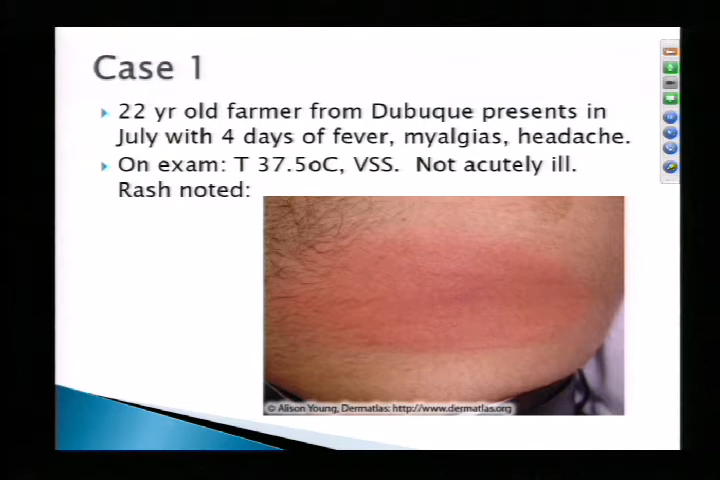 Case 1
22 yr old farmer from Dubuque presents in
July with 4 days of fever, myalgias, headache.
On exam: T 37.5oC, VSS. Not acutely ill.
Rash noted:
© Alison Young, Dermatlas: http://www.dermatlas.org